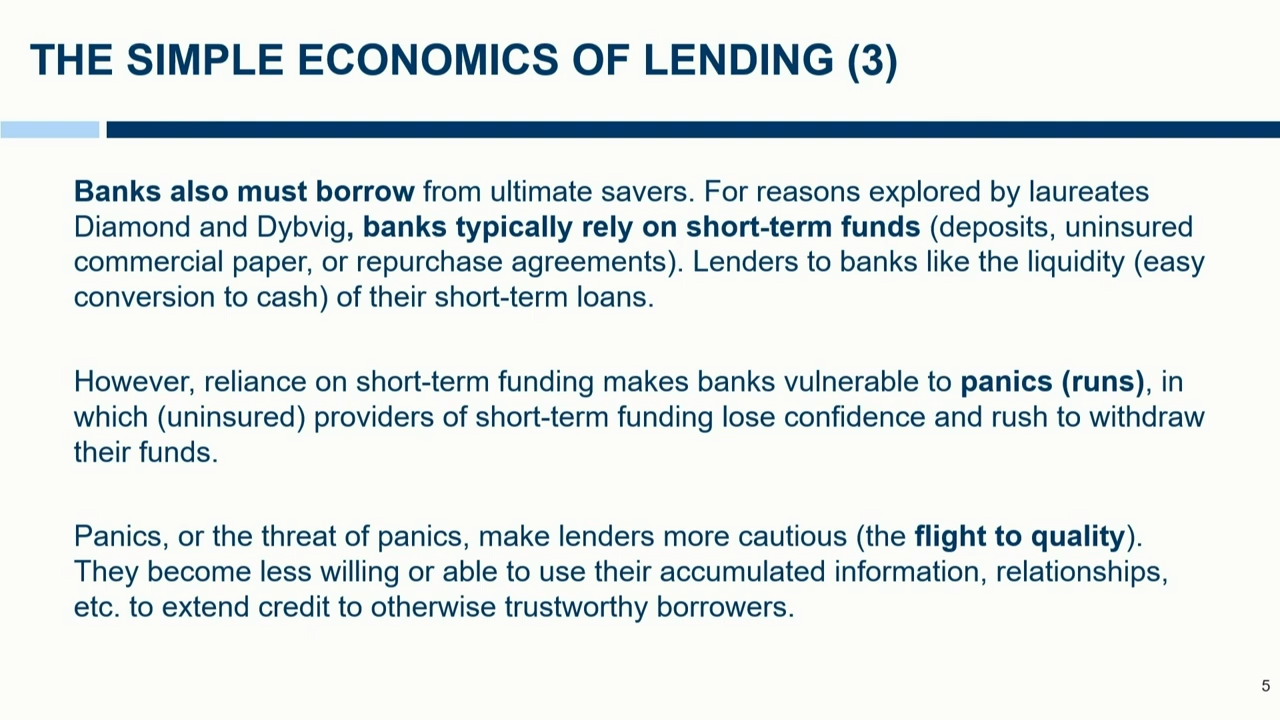 THE SIMPLE ECONOMICS OF LENDING (3)
Banks also must borrow from ultimate savers. For reasons explored by laureates
Diamond and Dybvig, banks typically rely on short-term funds (deposits, uninsured
commercial paper, or repurchase agreements). Lenders to banks like the liquidity (easy
conversion to cash) of their short-term loans.
However, reliance on short-term funding makes banks vulnerable to panics (runs), in
which (uninsured) providers of short-term funding lose confidence and rush to withdraw
their funds.
Panics, or the threat of panics, make lenders more cautious (the flight to quality).
They become less willing or able to use their accumulated information, relationships,
etc. to extend credit to otherwise trustworthy borrowers.
5